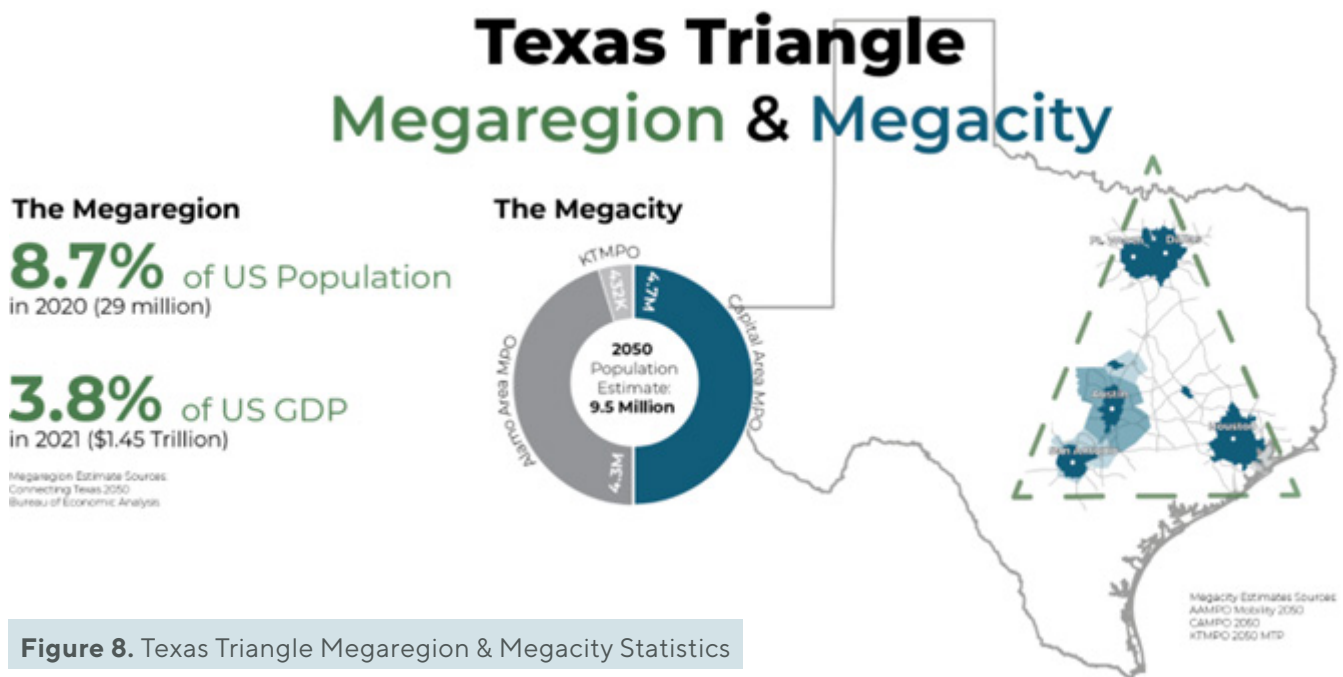 Texas Triangle
Megaregion & Megacity
The Megaregion
8.7% of US Population
in 2020 (29 million)
3.8% of US GDP
in 2021 ($1.45 Trillion)
Megaregion Estimate Sources
Connecting Texas 2050
Bureau of Economic Analysis
The Megacity
KTMPO
432K
4.7M
Capital Area MPO
Alamo Area MPO
4.3M
2050
Population
Estimate:
9.5 Million
Ft. Worth
Dallas
Austin
San Antonio
Houston
Megacity Estimates Sources
AAMPO Mobility 2050
CAMPO 2050
KTMPO 2050 MTP
Figure 8. Texas Triangle Megaregion & Megacity Statistics